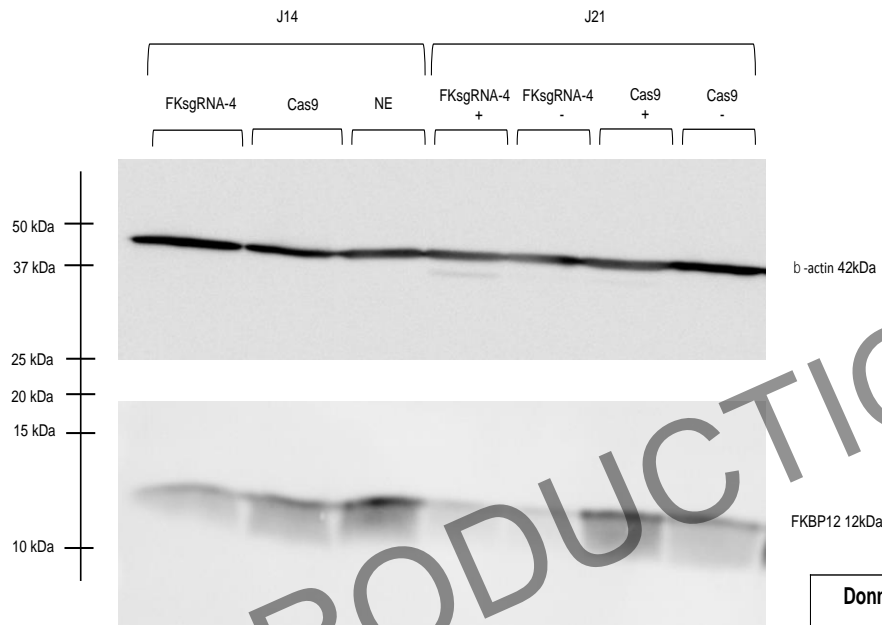 J14 J21
FKsgRNA-4 Cas9 NE FKsgRNA-4 + FKsgRNA-4 - Cas9 + Cas9 -
50 kDa
37 kDa
b -actin 42kDa
25 kDa
20 kDa
15 kDa
FKBP12 12kDa
10 kDa